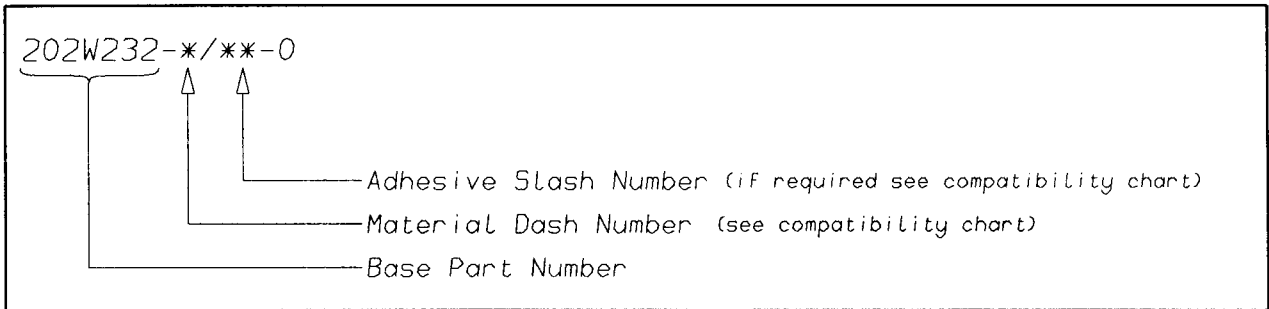 202W232-*/**-0
Adhesive Slash Number (if required see compatibility chart)
Material Dash Number (see compatibility chart)
Base Part Number